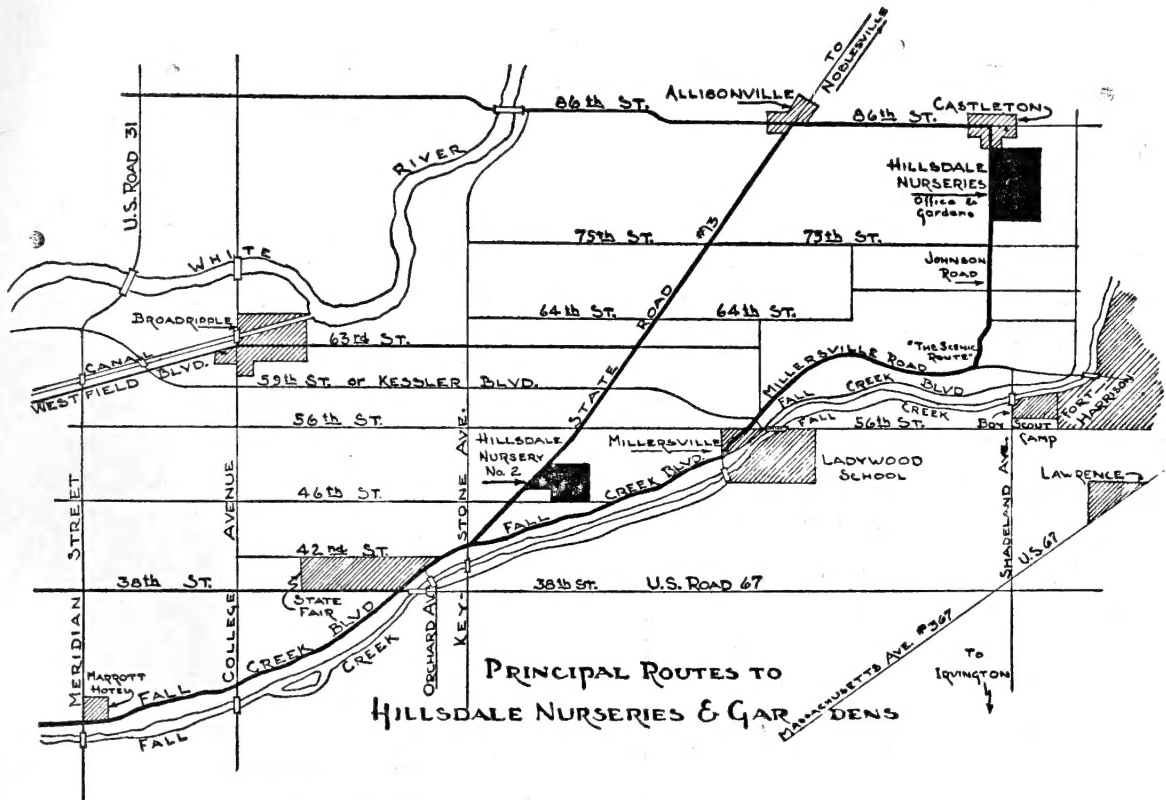 TO
NOBLESVILLE
ALLISONVILLE
86th ST.
86th ST.
CASTLETON
U.S. ROAD 31
RIVER
HILLSDALE
NURSERIES
Office &
Gardens
WHITE
75th ST.
#13
75th ST.
JOHNSON
ROAD
BROADRIPPLE
64th ST.
ROAD
64th ST.
63rd ST.
CANAL
WESTFIELD BLVD.
"THE SCENIC
ROUTE"
MILLERSVILLE ROAD
59th ST. OR KESSLER BLVD.
STATE
FALL CREEK BLVD
FALL CREEK
FORT
HARRISON
56th ST.
56th ST.
BOY SCOUT
CAMP
HILLSDALE
NURSERY
No. 2
MILLERSVILLE
LADYWOOD
SCHOOL
LAWRENCE
46th ST.
FALL CREEK BLVD.
KEYSTONE AVE.
MERIDIAN STREET
COLLEGE AVENUE
SHADELAND AVE.
42nd ST.
38th ST.
38th ST.
U.S. ROAD 67
U.S 67
STATE
FAIR
ORCHARD AV.
FALL CREEK BLVD
FALL CREEK
MARROTT
HOTEL
MASSACHUSETTS AVE. #367
TO
IRVINGTON
PRINCIPAL ROUTES TO
HILLSDALE NURSERIES & GAR DENS